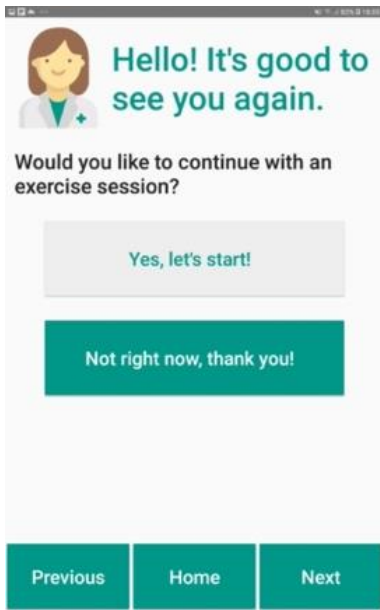 Hello! It's good to
see you again.
Would you like to continue with an
exercise session?
Yes, let's start!
Not right now, thank you!
Previous
Home
Next